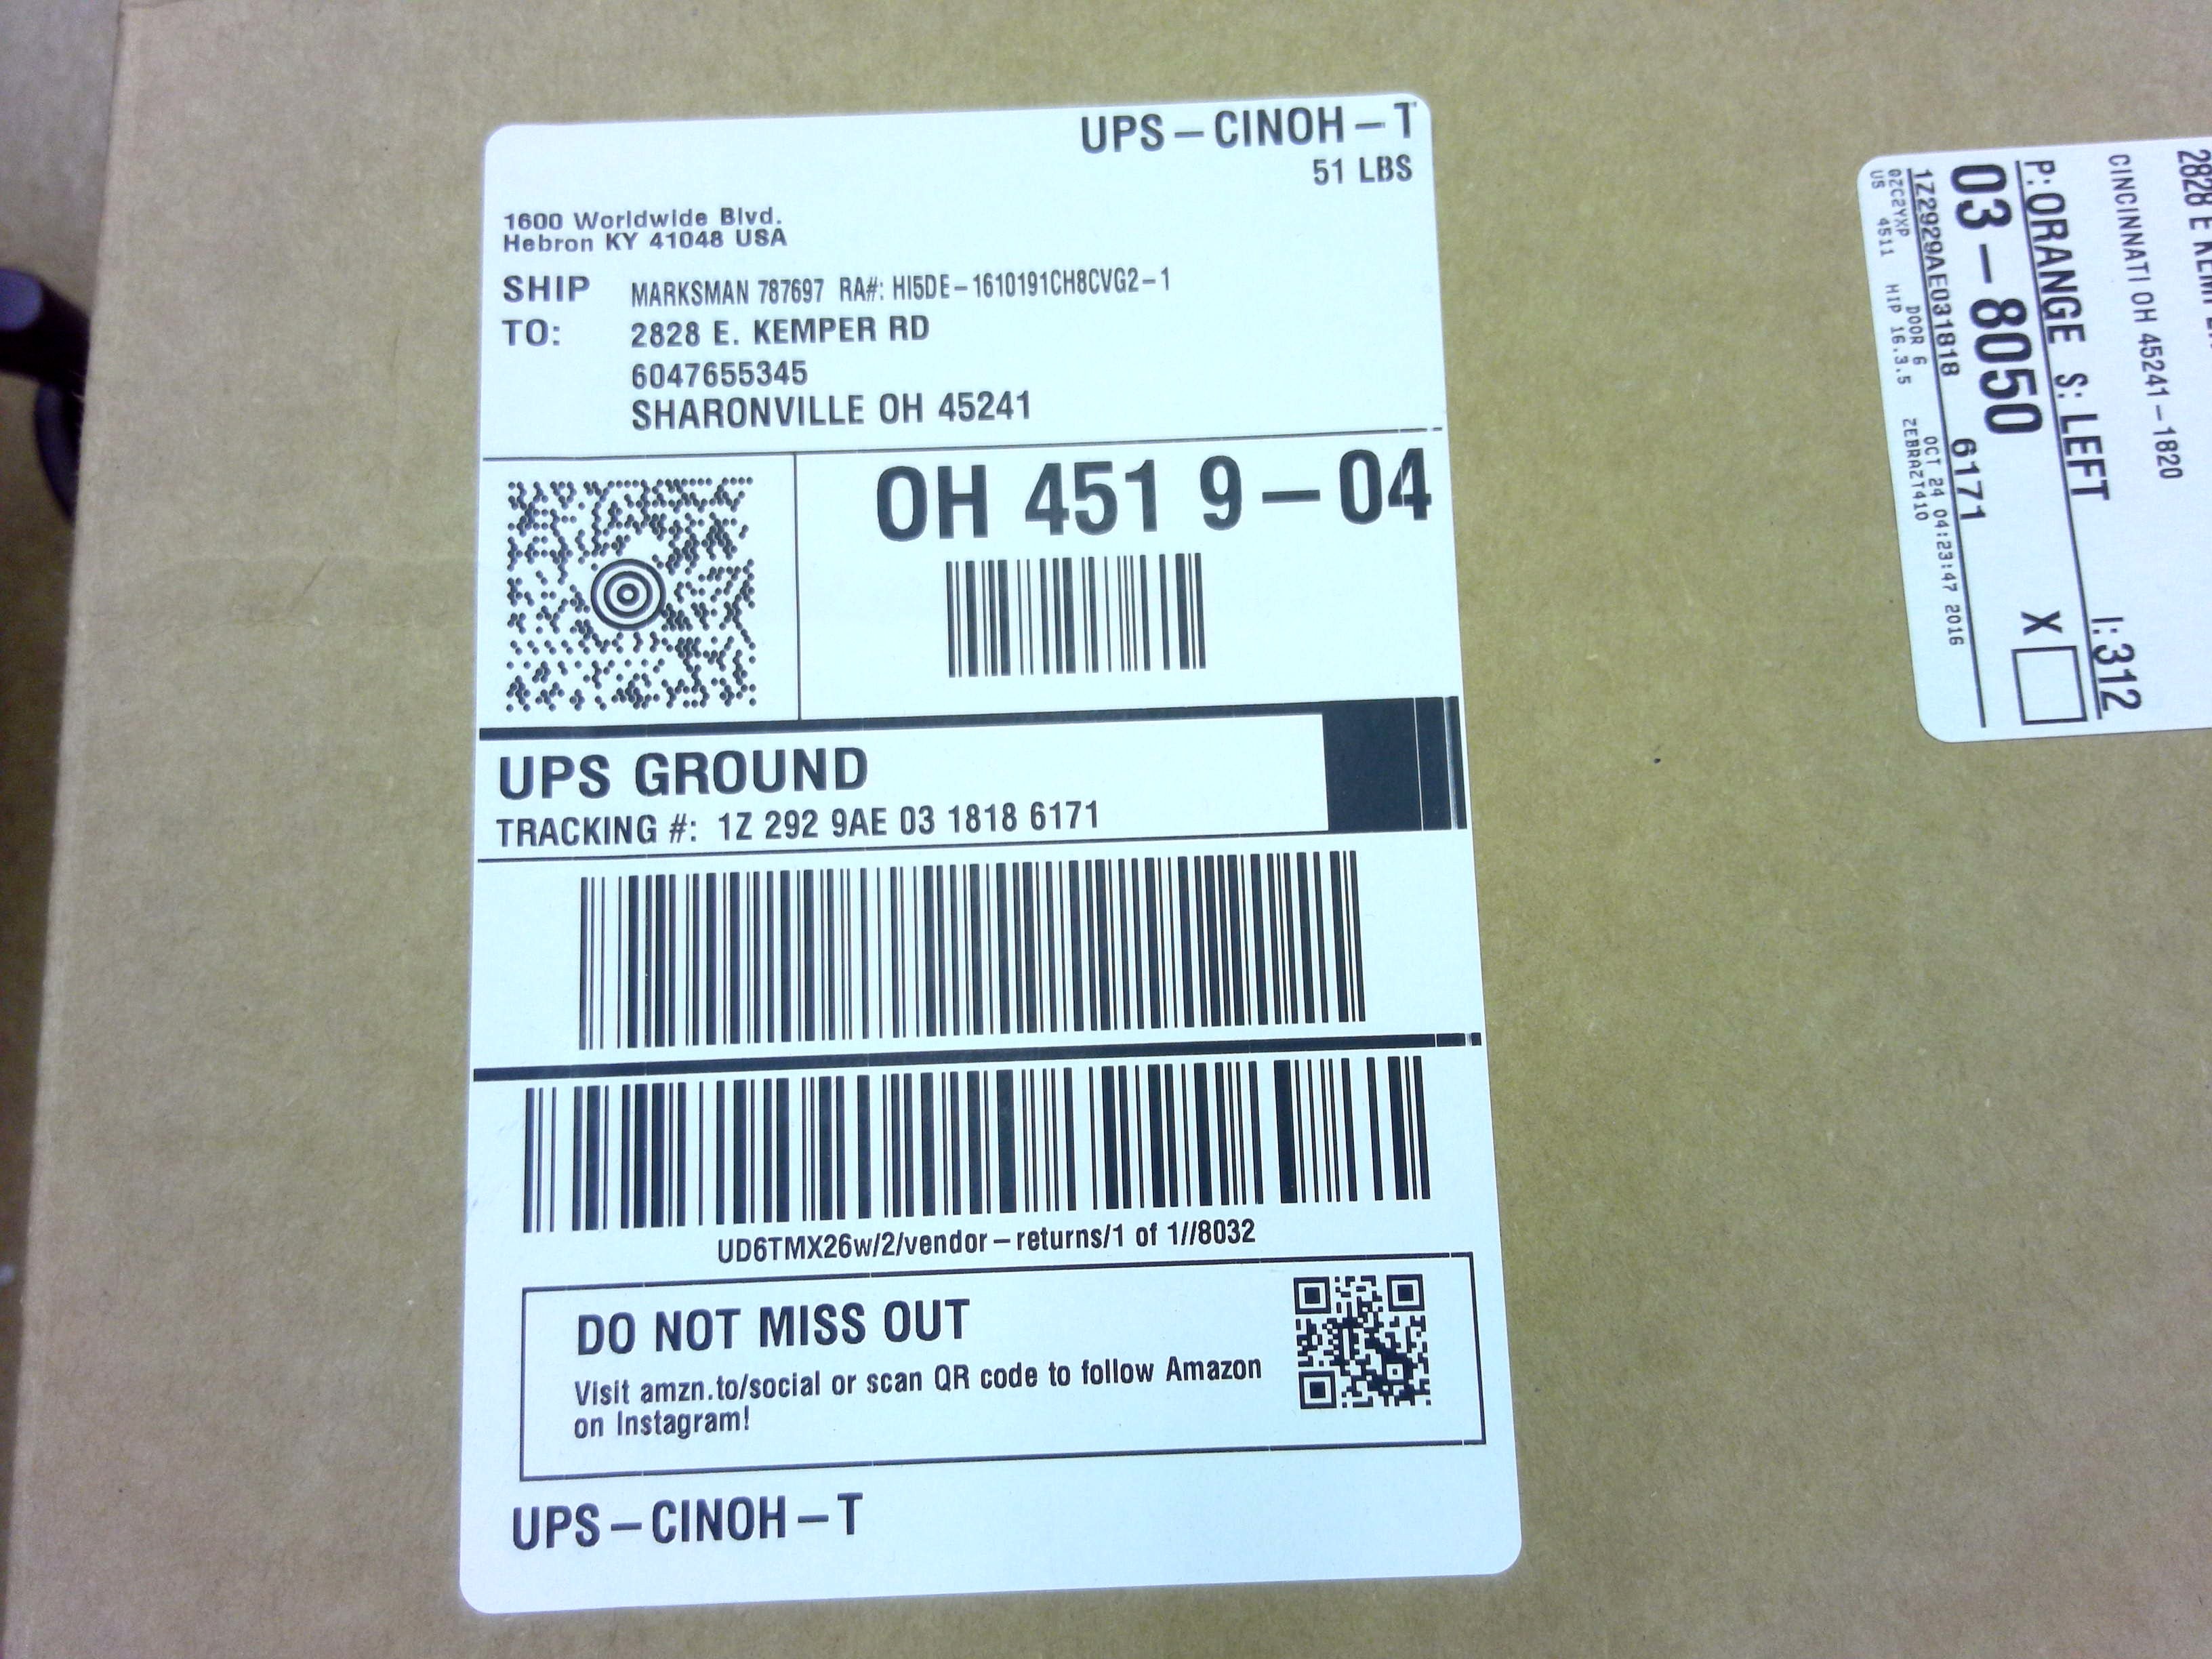 UPS – CINOH – T
51 LBS
1600 Worldwide Blvd.
Hebron KY 41048 USA
SHIP MARKSMAN 787697 RA#: HI5DE – 1610191CH8CVG2 – 1
TO: 2828 E. KEMPER RD
6047655345
SHARONVILLE OH 45241
OH 451 9 – 04
UPS GROUND
TRACKING #: 1Z 292 9AE 03 1818 6171
UD6TMX26w/2/vendor – returns/1 of 1//8032
DO NOT MISS OUT
Visit amzn.to/social or scan QR code to follow Amazon
on Instagram!
UPS – CINOH – T
2828 E
CINCINNATI OH 45241 – 1820
P: ORANGE S: LEFT I: 312
03 – 8050 X
1Z2929AE031818 6171
DOOR 6 OCT 24 04:23:47 2016
0ZC2YXP
US 4511 HIP 16.3.5 ZEBRAZT410